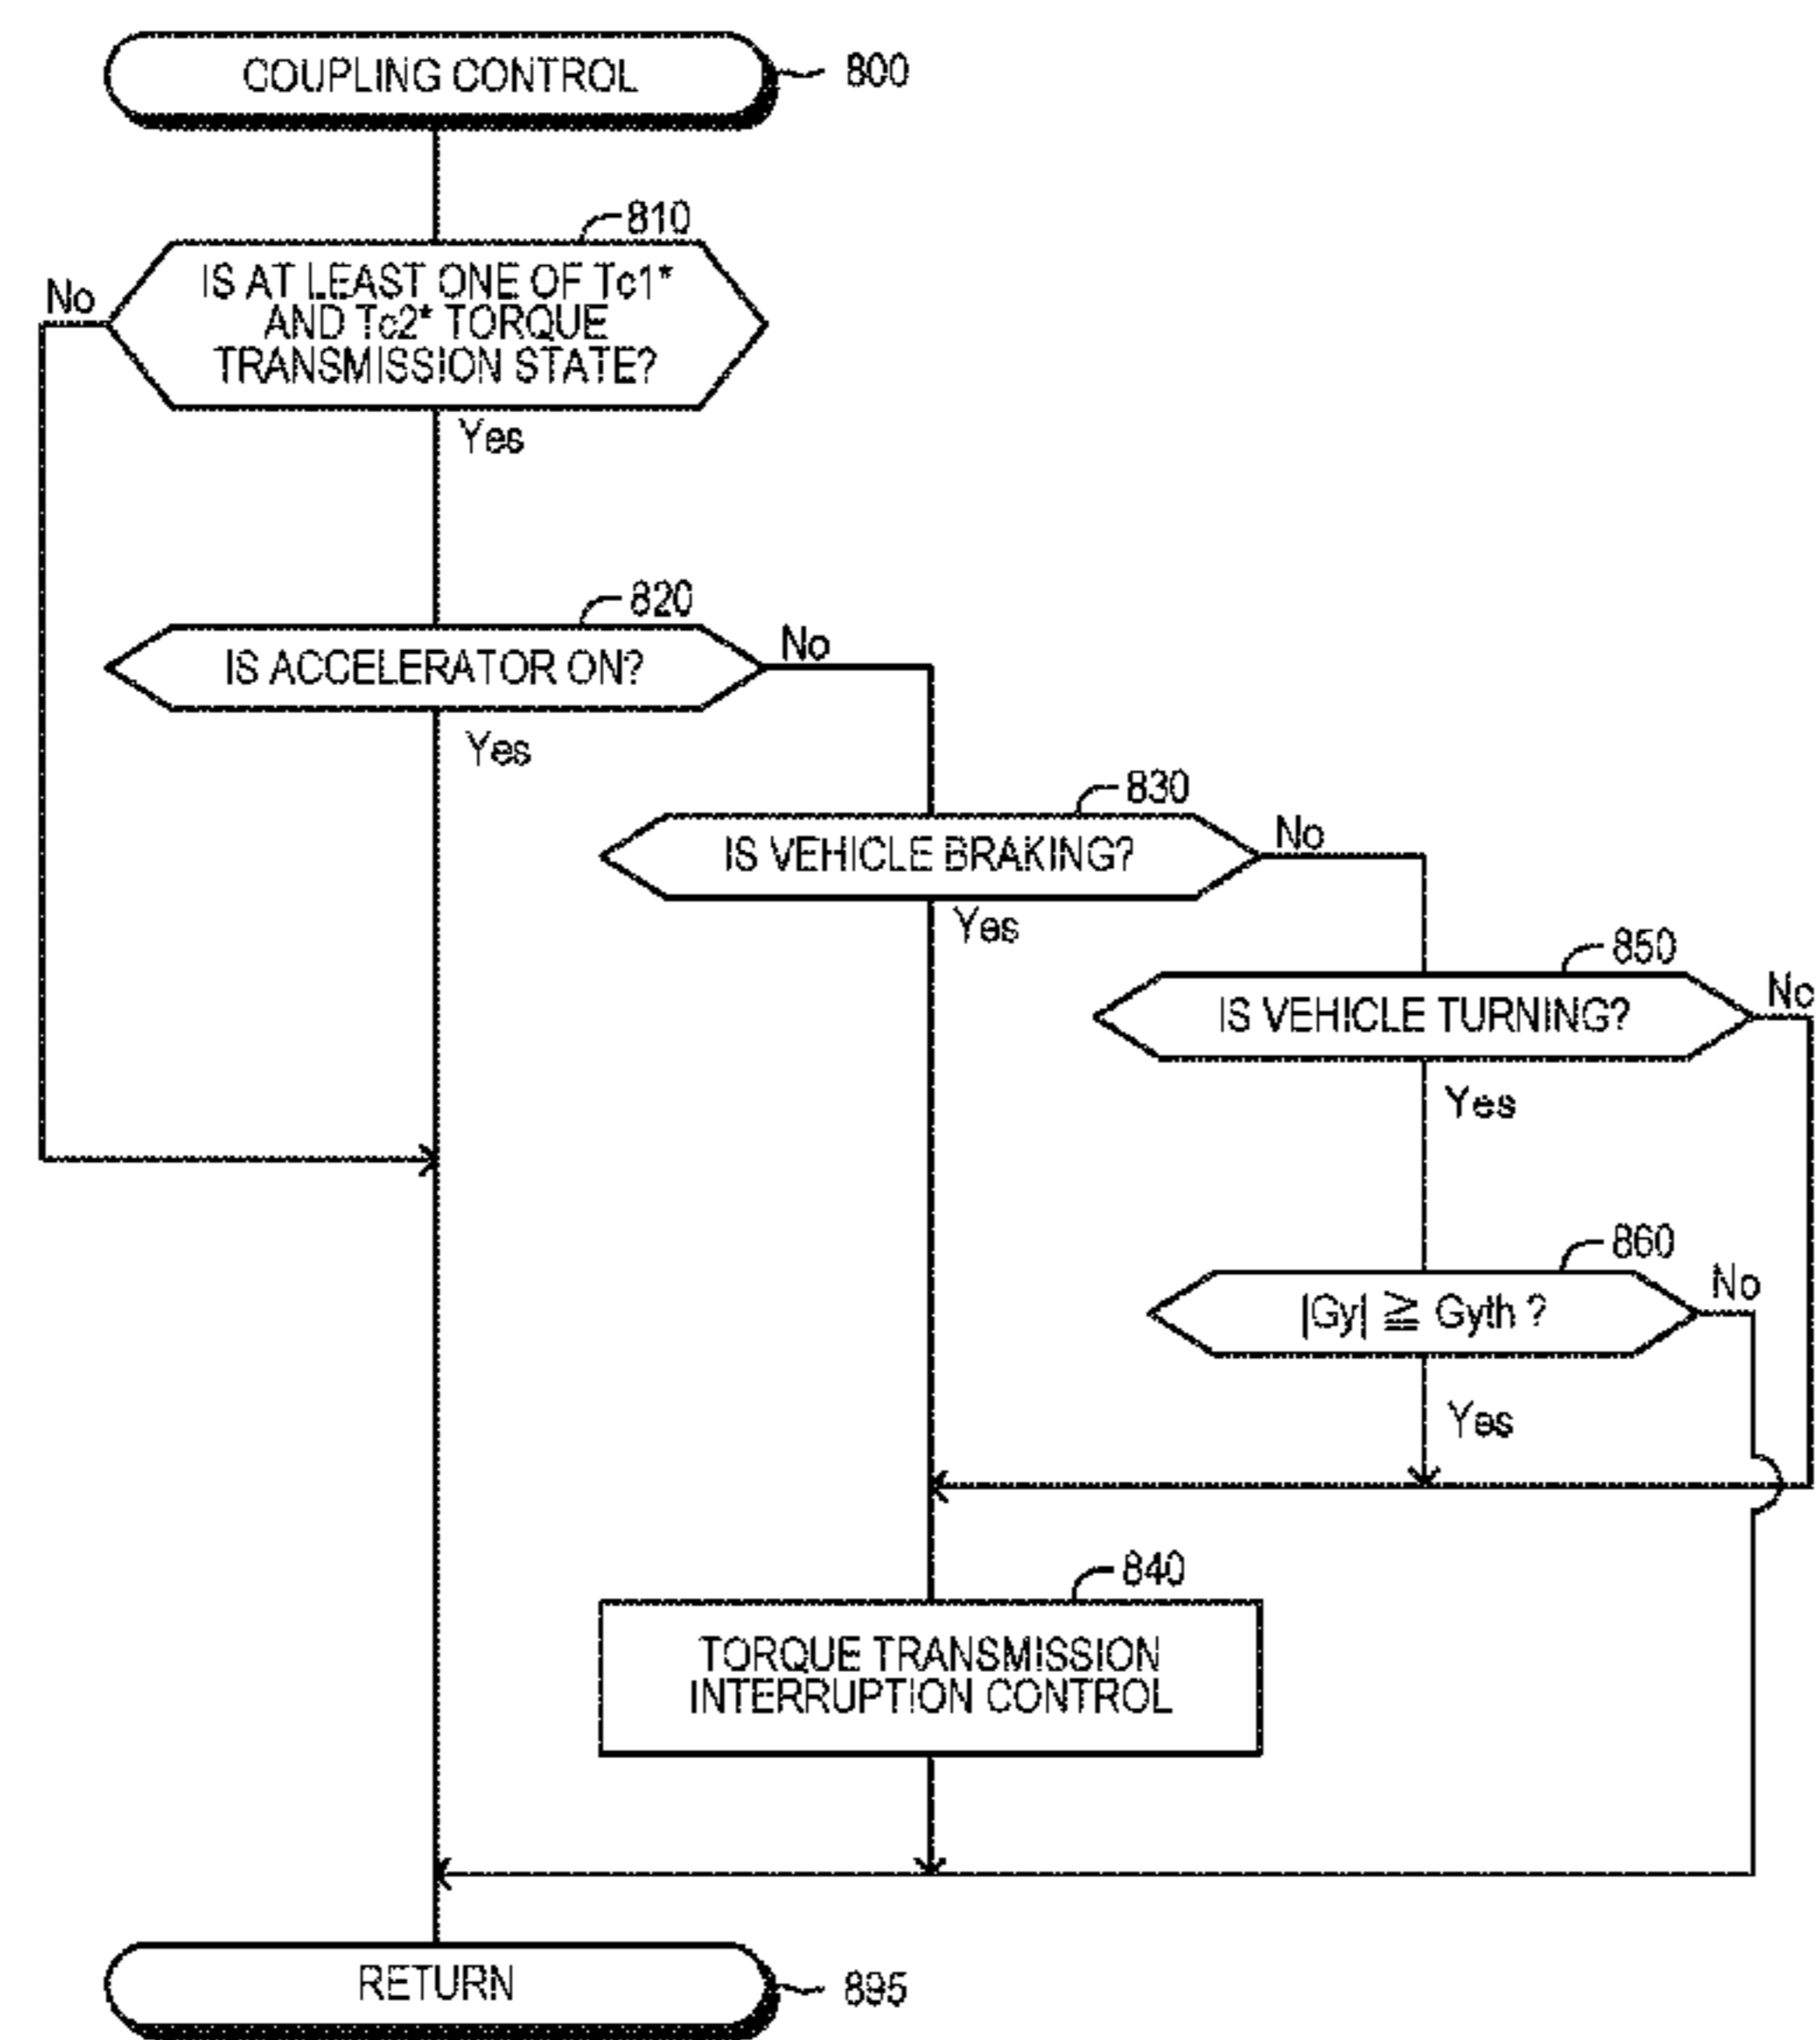 COUPLING CONTROL
800
810
No
IS AT LEAST ONE OF Tc1*
AND Tc2* TORQUE
TRANSMISSION STATE?
Yes
820
IS ACCELERATOR ON?
No
Yes
830
IS VEHICLE BRAKING?
No
Yes
850
IS VEHICLE TURNING?
No
Yes
860
|Gy| ≧ Gyth ?
No
Yes
840
TORQUE TRANSMISSION
INTERRUPTION CONTROL
RETURN
895